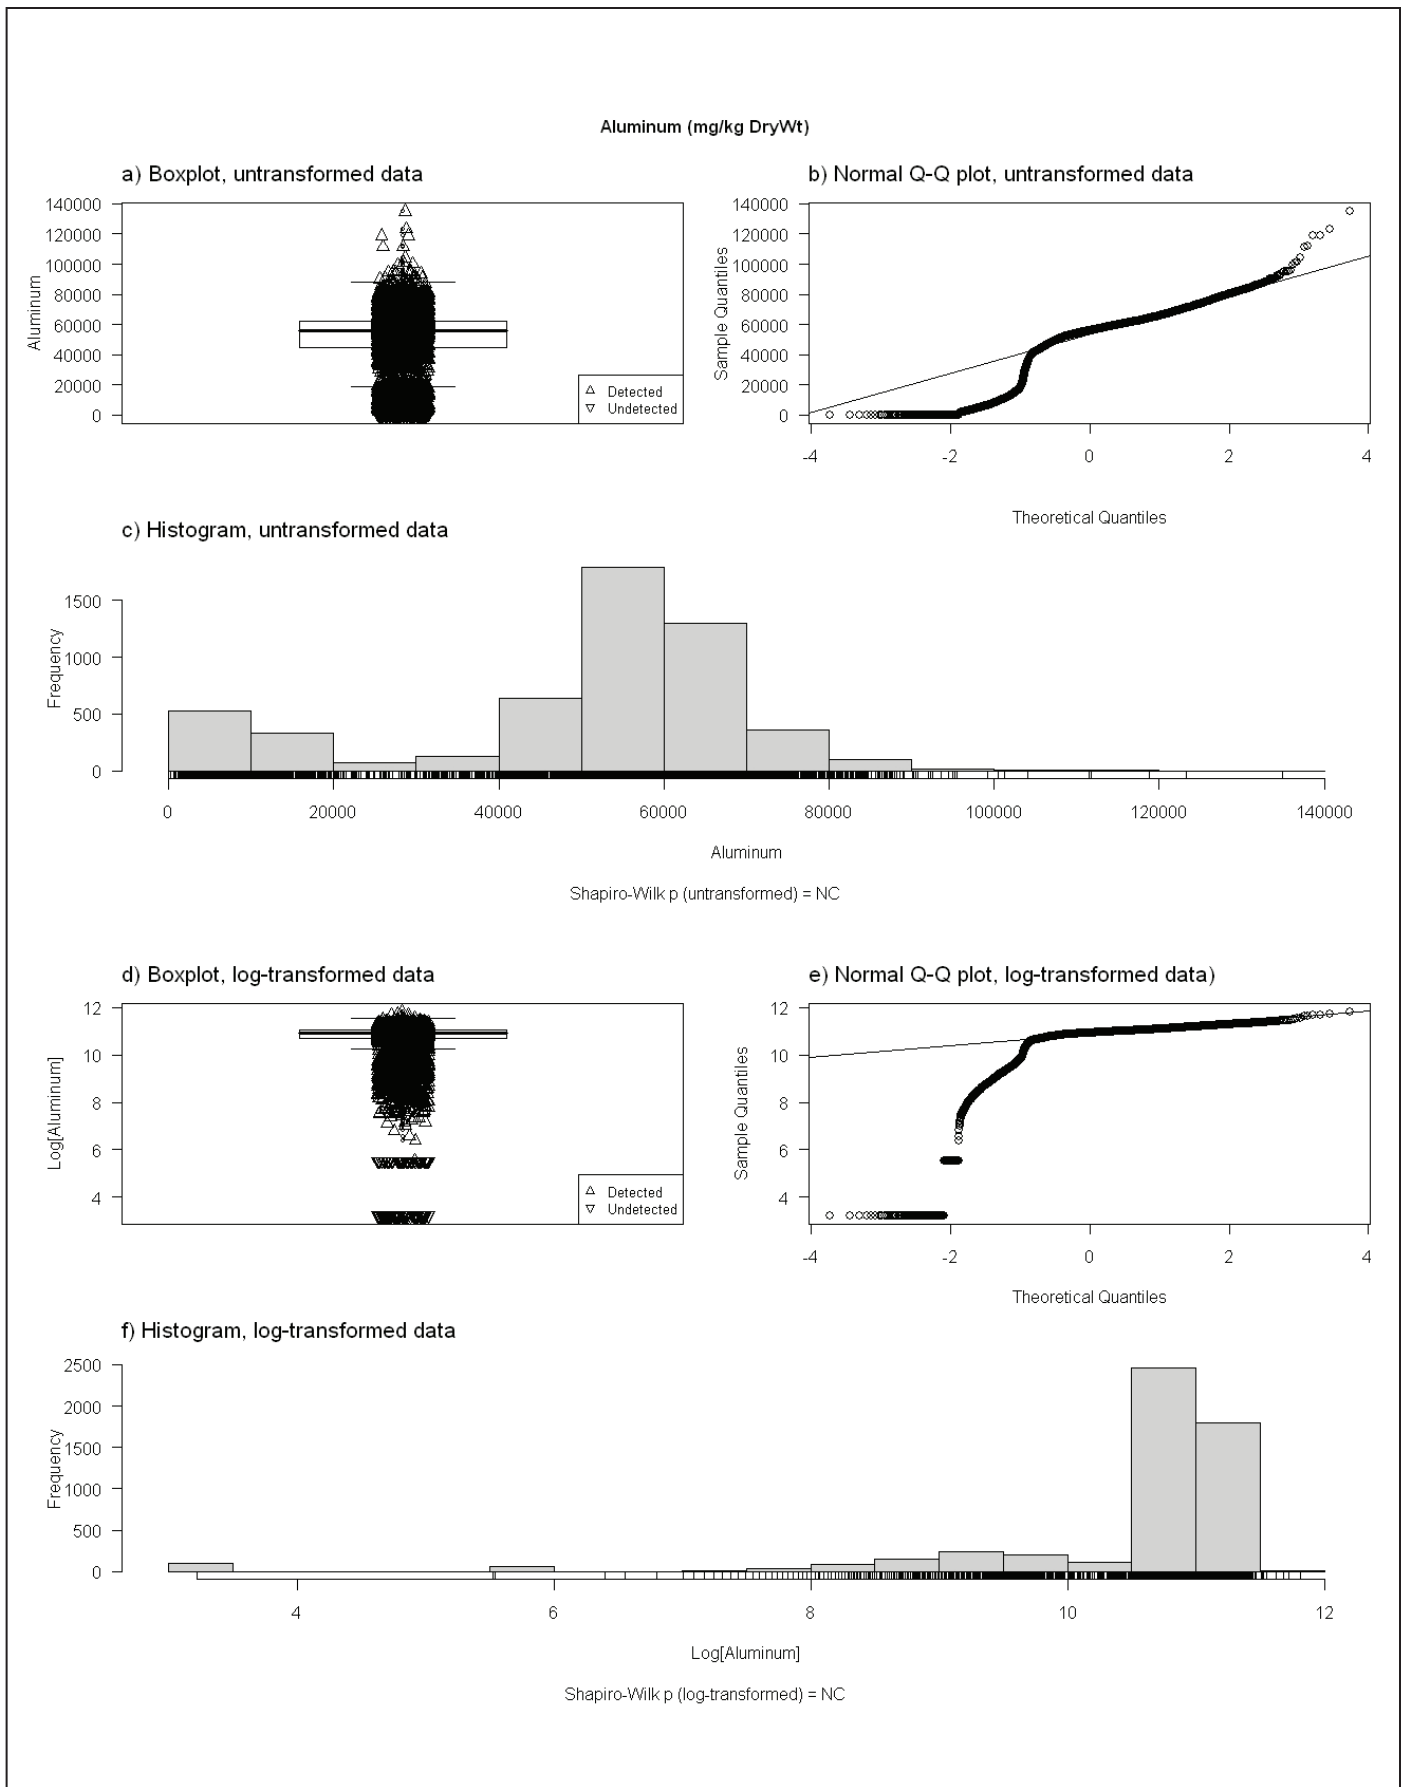 Aluminum (mg/kg DryWt)
a) Boxplot, untransformed data
Aluminum
140000
120000
100000
80000
60000
40000
20000
0
Detected
Undetected
b) Normal Q-Q plot, untransformed data
Sample Quantiles
140000
120000
100000
80000
60000
40000
20000
0
-4 -2 0 2 4
Theoretical Quantiles
c) Histogram, untransformed data
Frequency
1500
1000
500
0
0 20000 40000 60000 80000 100000 120000 140000
Aluminum
Shapiro-Wilk p (untransformed) = NC
d) Boxplot, log-transformed data
Log[Aluminum]
12
10
8
6
4
Detected
Undetected
e) Normal Q-Q plot, log-transformed data)
Sample Quantiles
12
10
8
6
4
-4 -2 0 2 4
Theoretical Quantiles
f) Histogram, log-transformed data
Frequency
2500
2000
1500
1000
500
0
4 6 8 10 12
Log[Aluminum]
Shapiro-Wilk p (log-transformed) = NC